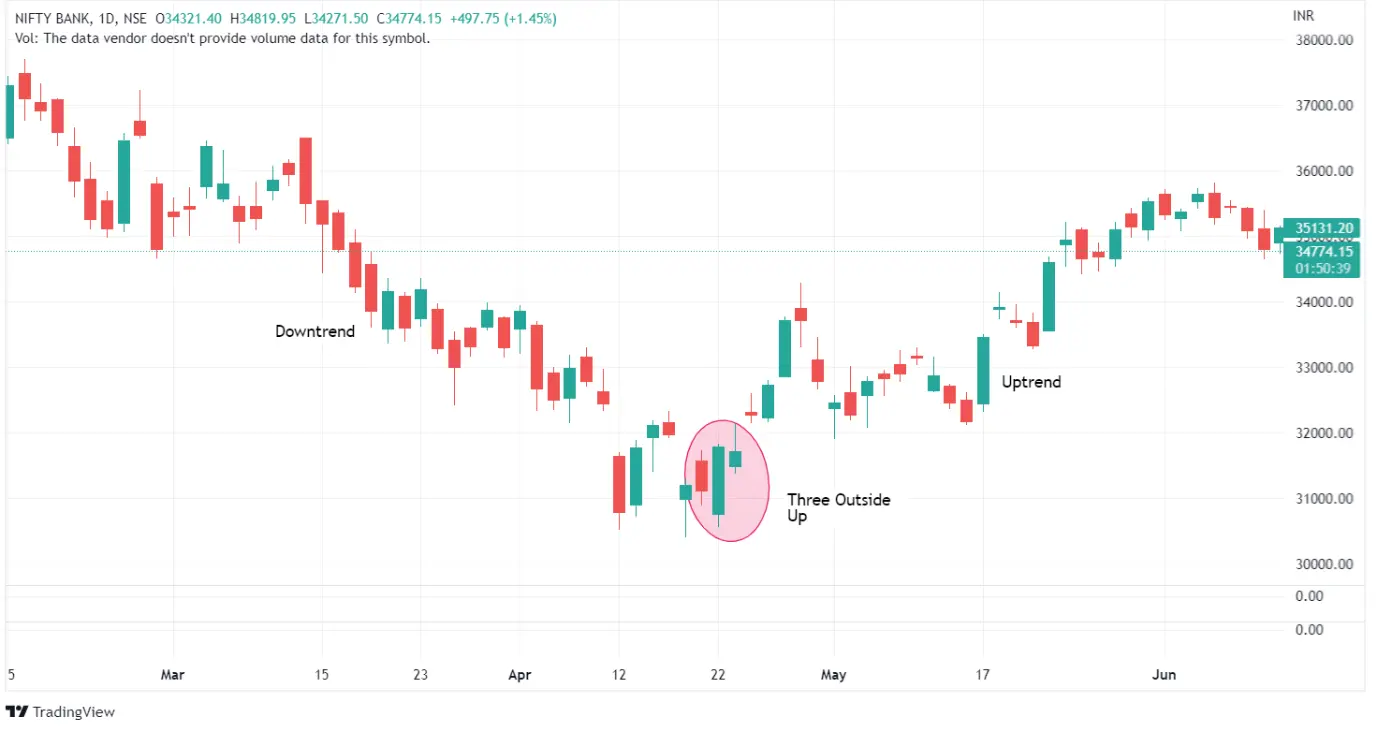 NIFTY BANK, 1D, NSE O34321.40 H34819.95 L34271.50 C34774.15 +497.75 (+1.45%)
INR
Vol: The data vendor doesn't provide volume data for this symbol.
38000.00
37000.00
36000.00
35131.20
34774.15
01:50:39
34000.00
Downtrend
33000.00
Uptrend
32000.00
Three Outside
Up
31000.00
30000.00
0.00
0.00
5 Mar 15 23 Apr 12 22 May 17 Jun
TradingView